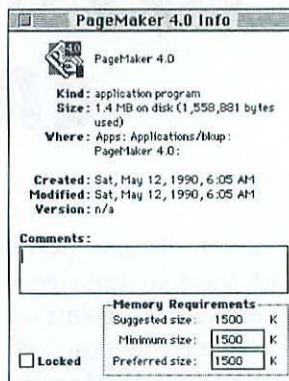 PageMaker 4.0 Info
4.0
PageMaker 4.0
Kind: application program
Size: 1.4 MB on disk (1,558,881 bytes
used)
Where: Apps: Applications/bkup:
PageMaker 4.0:
Created: Sat, May 12, 1990, 6:05 AM
Modified: Sat, May 12, 1990, 6:05 AM
Version: n/a
Comments:
Memory Requirements
Suggested size: 1500 K
Minimum size: 1500 K
Locked
Preferred size: 1500 K